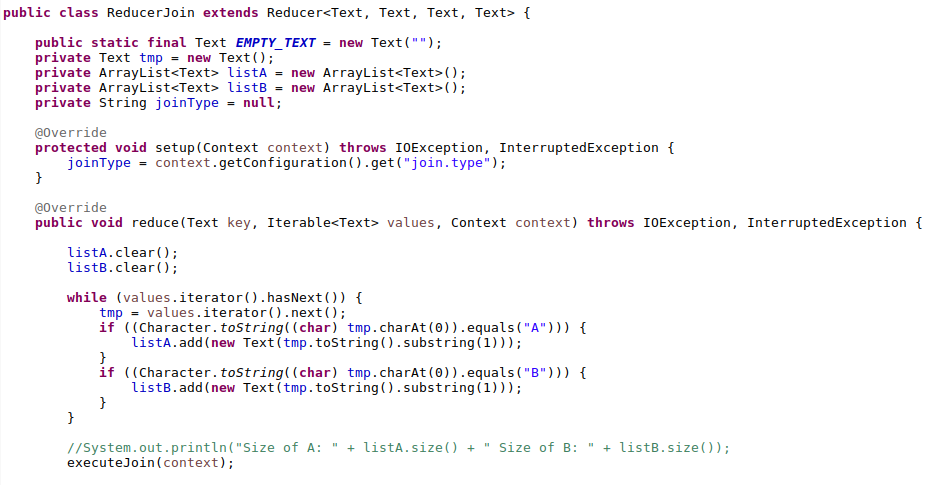 public class ReducerJoin extends Reducer<Text, Text, Text, Text> {
public static final Text EMPTY_TEXT = new Text("");
private Text tmp = new Text();
private ArrayList<Text> listA = new ArrayList<Text>();
private ArrayList<Text> listB = new ArrayList<Text>();
private String joinType = null;
@Override
protected void setup(Context context) throws IOException, InterruptedException {
joinType = context.getConfiguration().get("join.type");
}
@Override
public void reduce(Text key, Iterable<Text> values, Context context) throws IOException, InterruptedException {
listA.clear();
listB.clear();
while (values.iterator().hasNext()) {
tmp = values.iterator().next();
if ((Character.toString((char) tmp.charAt(0)).equals("A"))) {
listA.add(new Text(tmp.toString().substring(1)));
}
if ((Character.toString((char) tmp.charAt(0)).equals("B"))) {
listB.add(new Text(tmp.toString().substring(1)));
}
}
//System.out.println("Size of A: " + listA.size() + " Size of B: " + listB.size());
executeJoin(context);